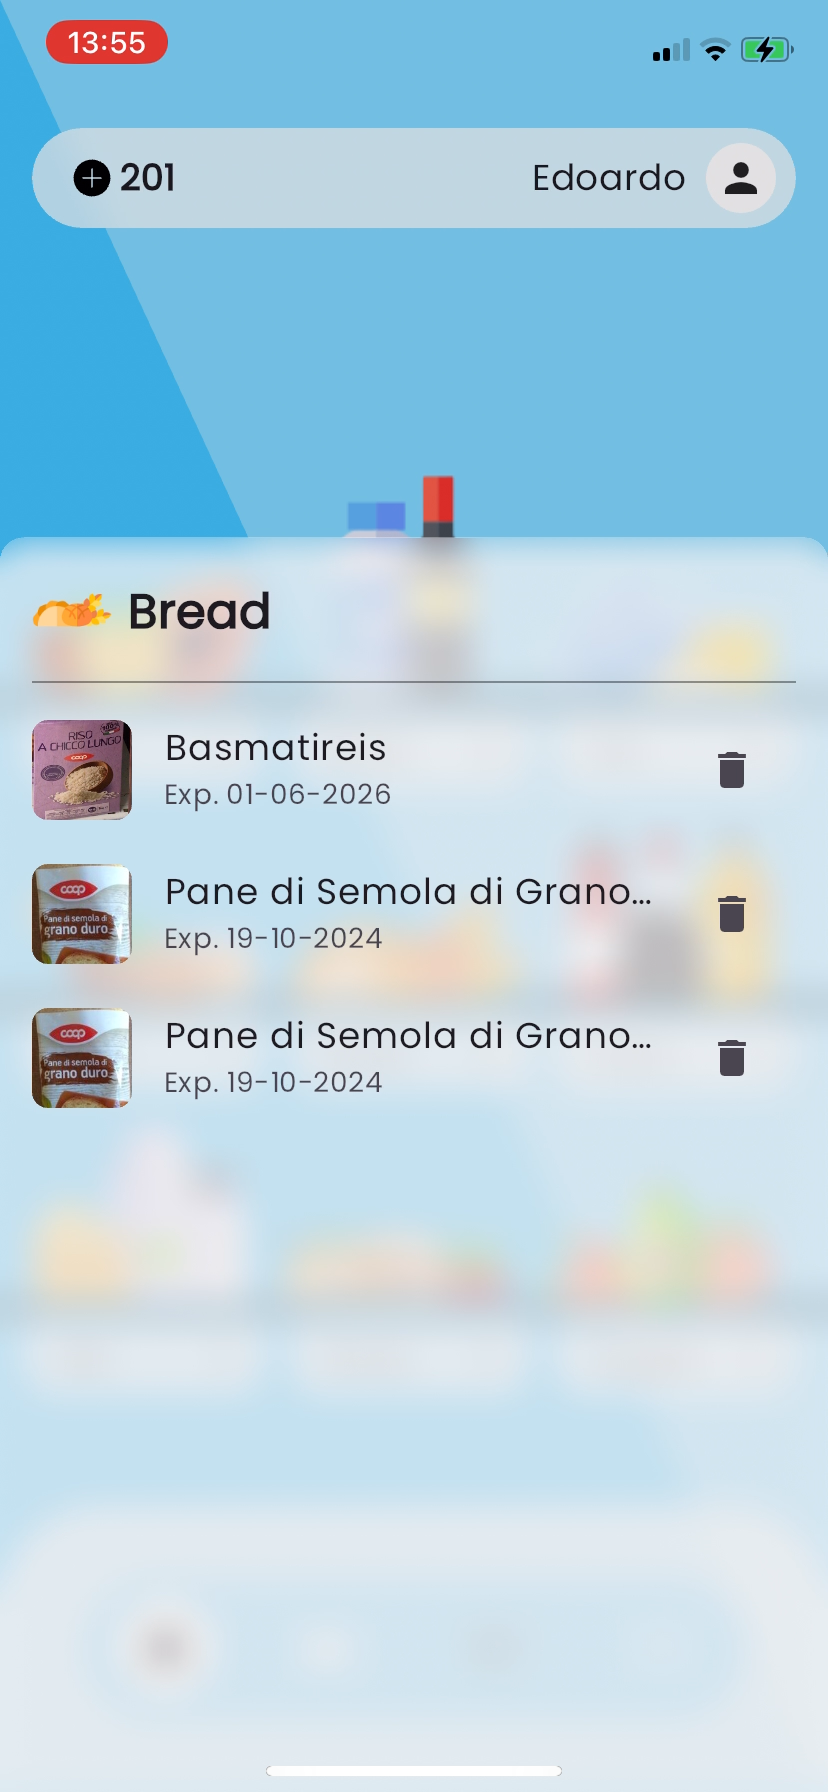 13:55
201
Edoardo
Bread
RISO
A CHICCO LUNGO
coop
Basmatireis
Exp. 01-06-2026
coop
Pane di semola di
grano duro
Pane di Semola di Grano...
Exp. 19-10-2024
coop
Pane di semola di
grano duro
Pane di Semola di Grano...
Exp. 19-10-2024